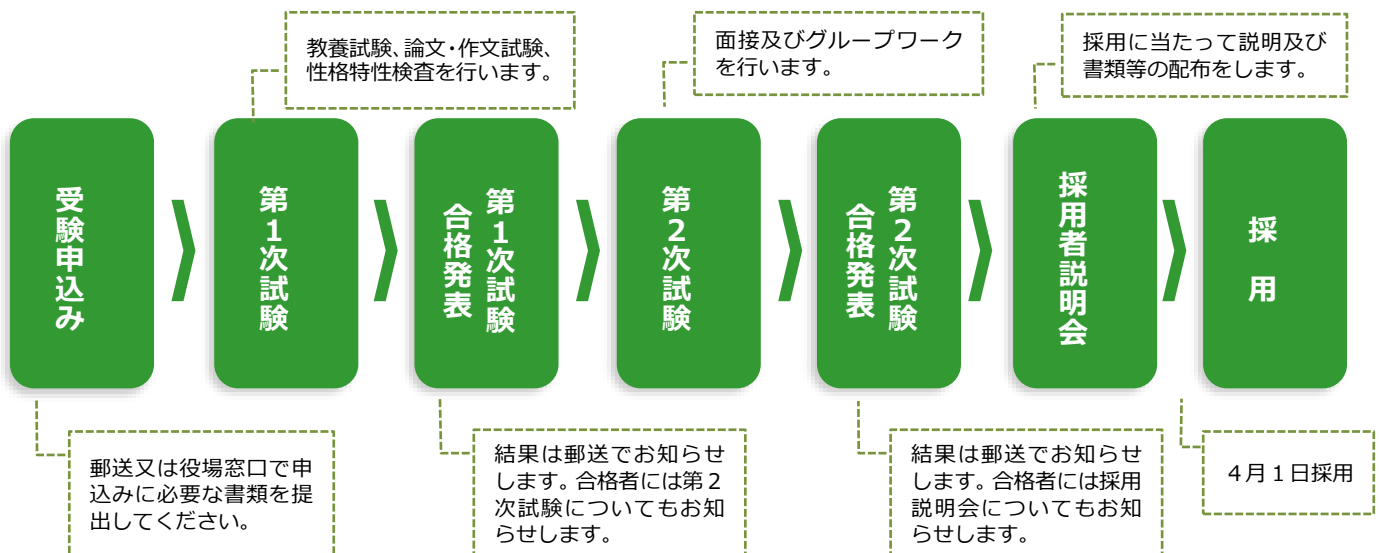 教養試験、論文・作文試験、
性格特性検査を行います。
面接及びグループワーク
を行います。
採用に当たって説明及び
書類等の配布をします。
受験申込み
第1次試験
第1次試験
合格発表
第2次試験
第2次試験
合格発表
採用者説明会
採用
郵送又は役場窓口で申
込みに必要な書類を提
出してください。
結果は郵送でお知らせ
します。合格者には第2
次試験についてもお知
らせします。
結果は郵送でお知らせ
します。合格者には採用
説明会についてもお知
らせします。
4月1日採用